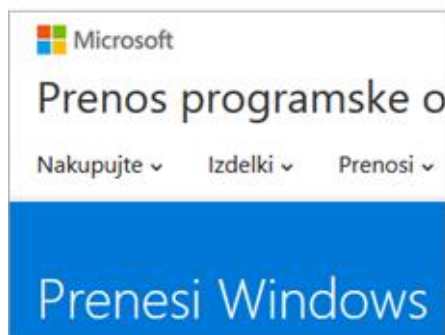 Microsoft
Prenos programske o
Nakupujte Izdelki Prenosi
Prenesi Windows